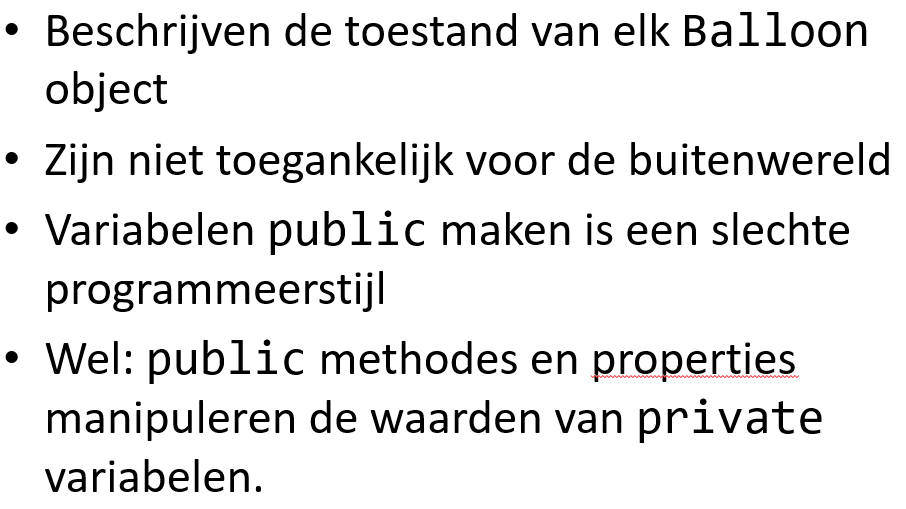 • Beschrijven de toestand van elk Balloon
object
• Zijn niet toegankelijk voor de buitenwereld
• Variabelen public maken is een slechte
programmeerstijl
• Wel: public methodes en properties
manipuleren de waarden van private
variabelen.